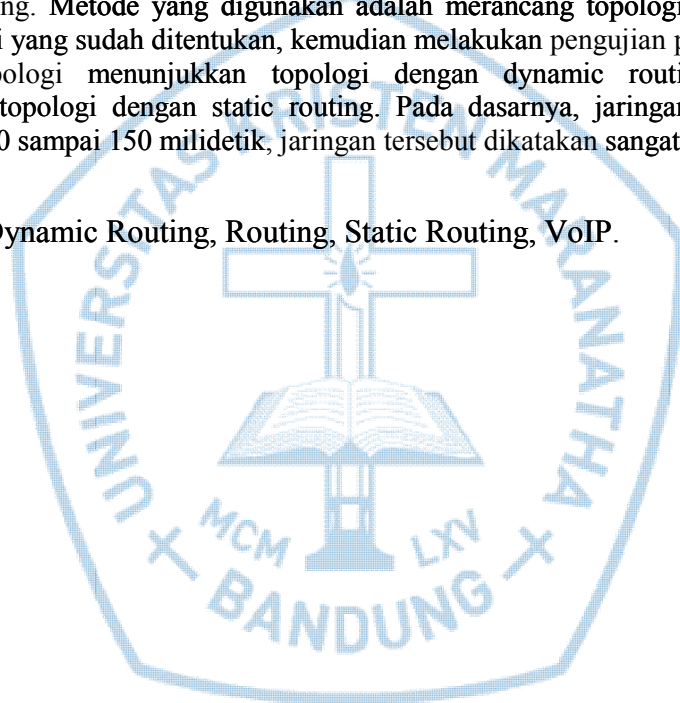 ng. Metode yang digunakan adalah merancang topologi
i yang sudah ditentukan, kemudian melakukan pengujian p
pologi menunjukkan topologi dengan dynamic routi
topologi dengan static routing. Pada dasarnya, jaringan
0 sampai 150 milidetik, jaringan tersebut dikatakan sangat
Dynamic Routing, Routing, Static Routing, VoIP.
UNIVERSITAS KRISTEN MARANATHA
MCM LXV
BANDUNG